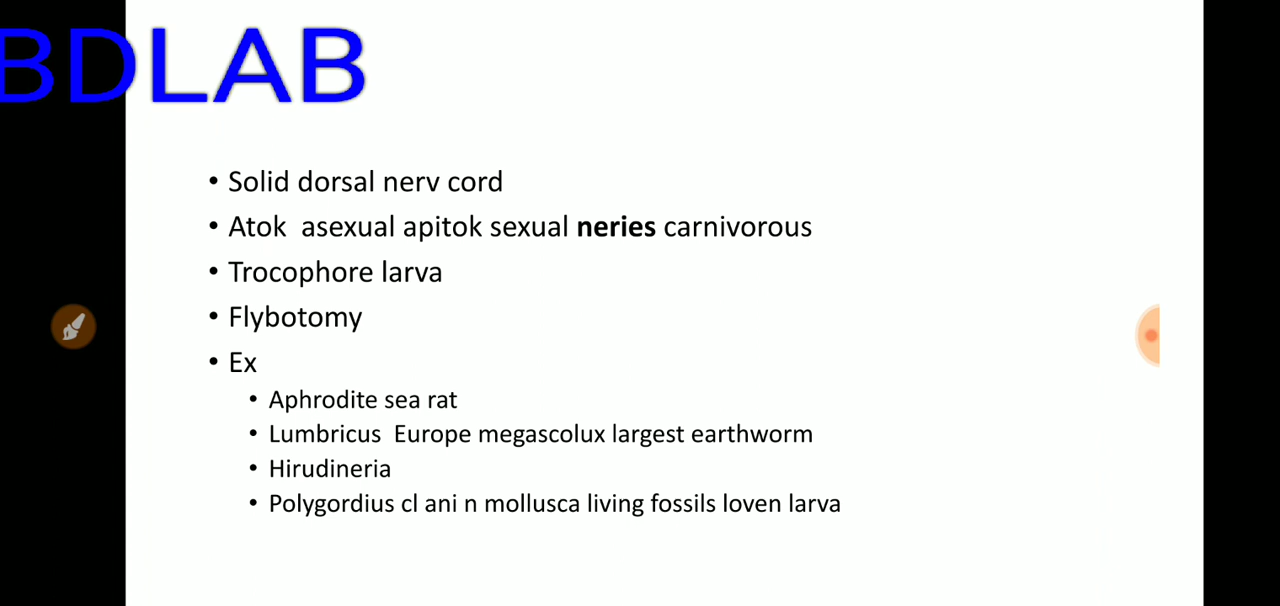 BDLAB
• Solid dorsal nerv cord
• Atok asexual apitok sexual neries carnivorous
• Trocophore larva
• Flybotomy
• Ex
• Aphrodite sea rat
• Lumbricus Europe megascolux largest earthworm
• Hirudineria
• Polygordius cl ani n mollusca living fossils loven larva